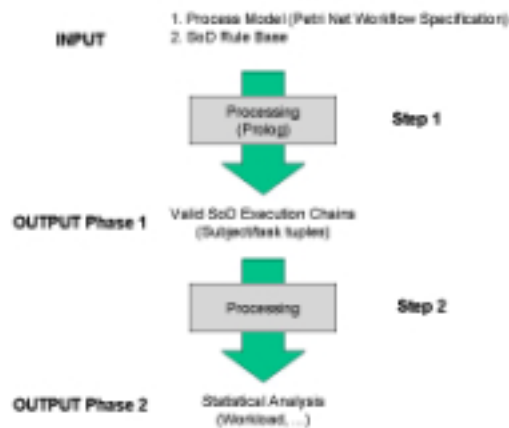 1. Process Model (Petri Net Workflow Specification)
INPUT
2. SoD Rule Base
Processing
(Prolog)
Step 1
OUTPUT Phase 1
Valid SoD Execution Chains
(Subject/task tuples)
Processing
Step 2
OUTPUT Phase 2
Statistical Analysis
(Workload, ...)